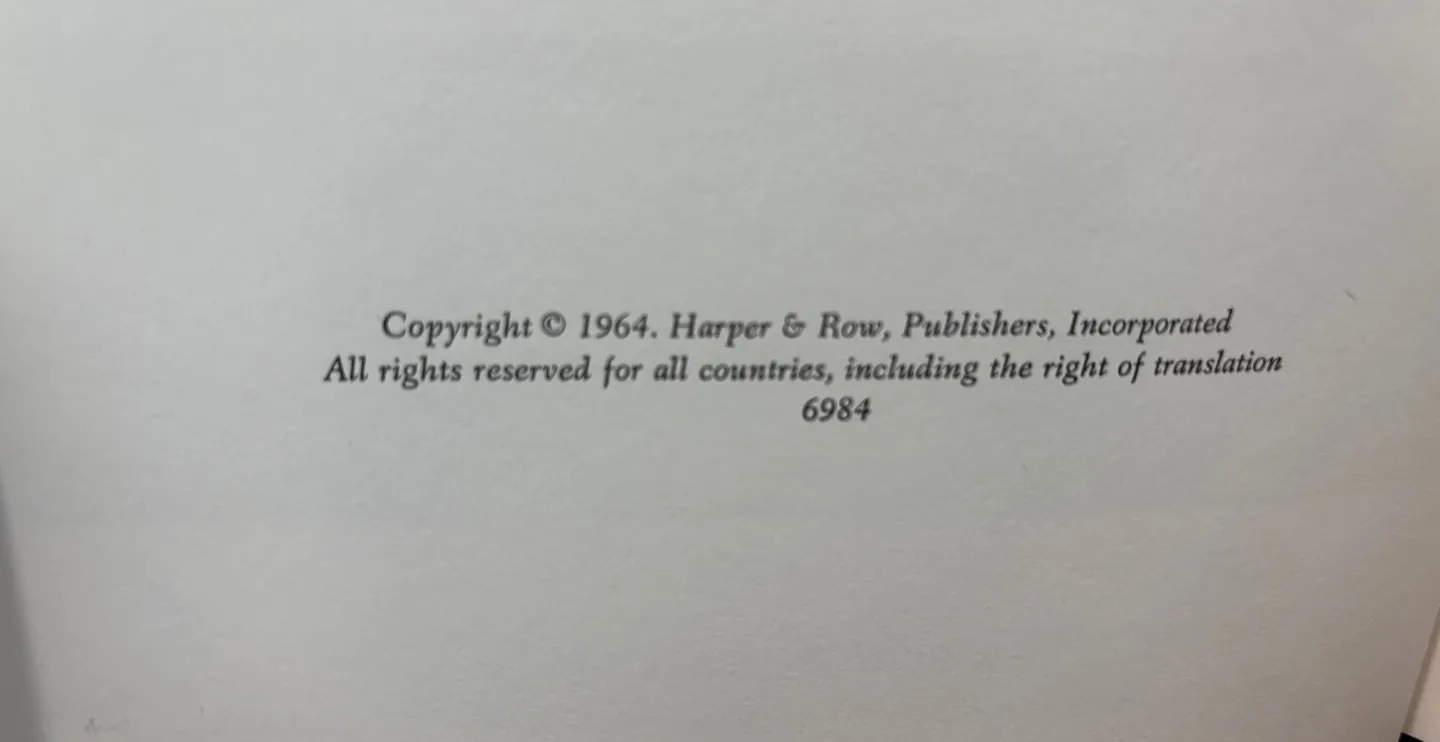 Copyright © 1964. Harper & Row, Publishers, Incorporated
All rights reserved for all countries, including the right of translation
6984